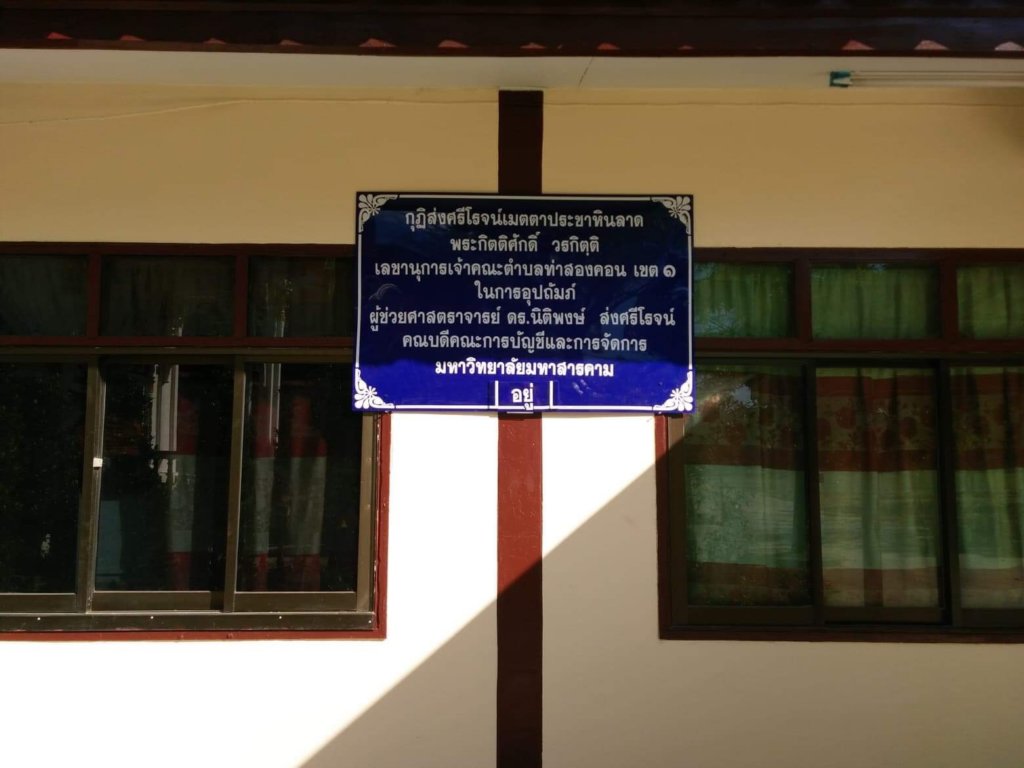 กุฏิส่งศรีโรจน์เมตตาประชาทินลาด
พระกิตติศักดิ์ วรกิตฺติ
เลขานุการเจ้าคณะตำบลท่าสองคอน เขต ๑
ในการอุปถัมภ์
ผู้ช่วยศาสตราจารย์ ดร.นิติพงษ์ ส่งศรีโรจน์
คณบดีคณะการบัญชีและการจัดการ
มหาวิทยาลัยมหาสารคาม
อยู่